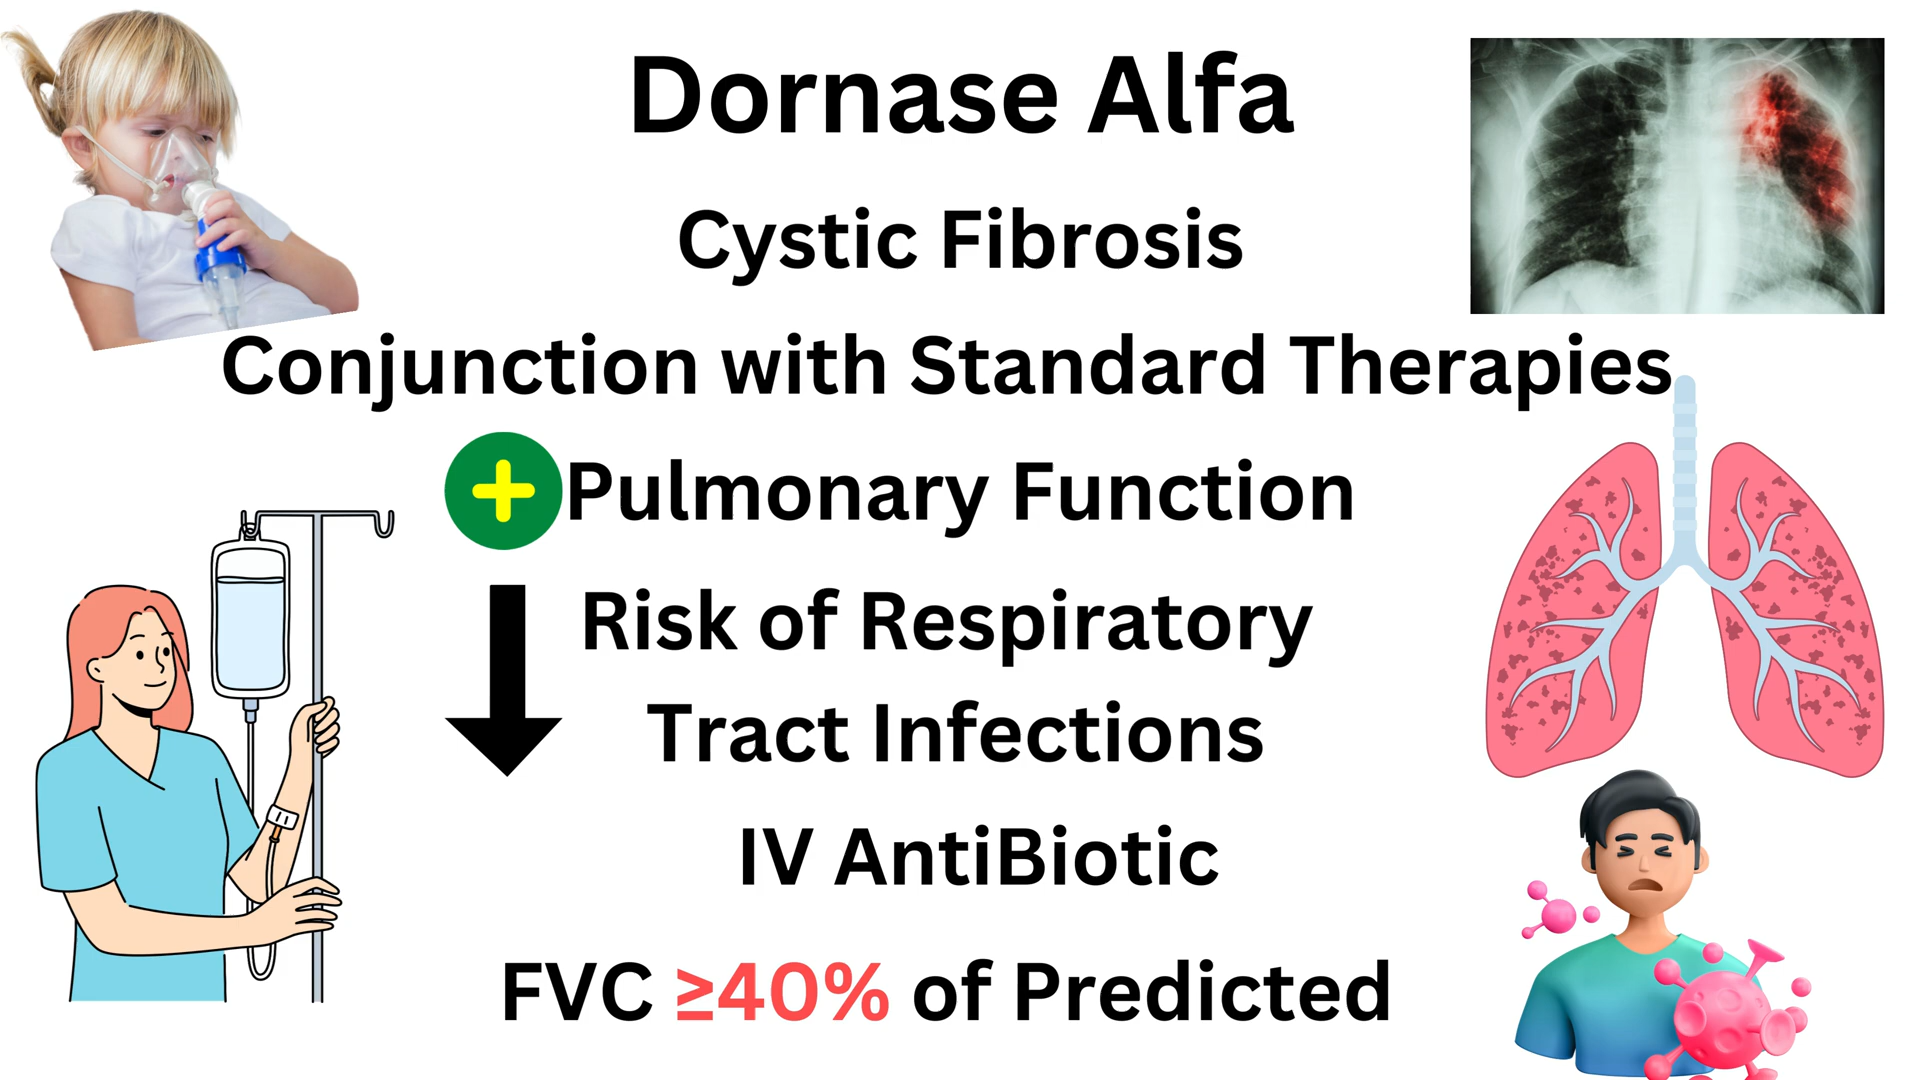 Dornase Alfa
Cystic Fibrosis
Conjunction with Standard Therapies
Pulmonary Function
Risk of Respiratory
Tract Infections
IV AntiBiotic
FVC ≥40% of Predicted